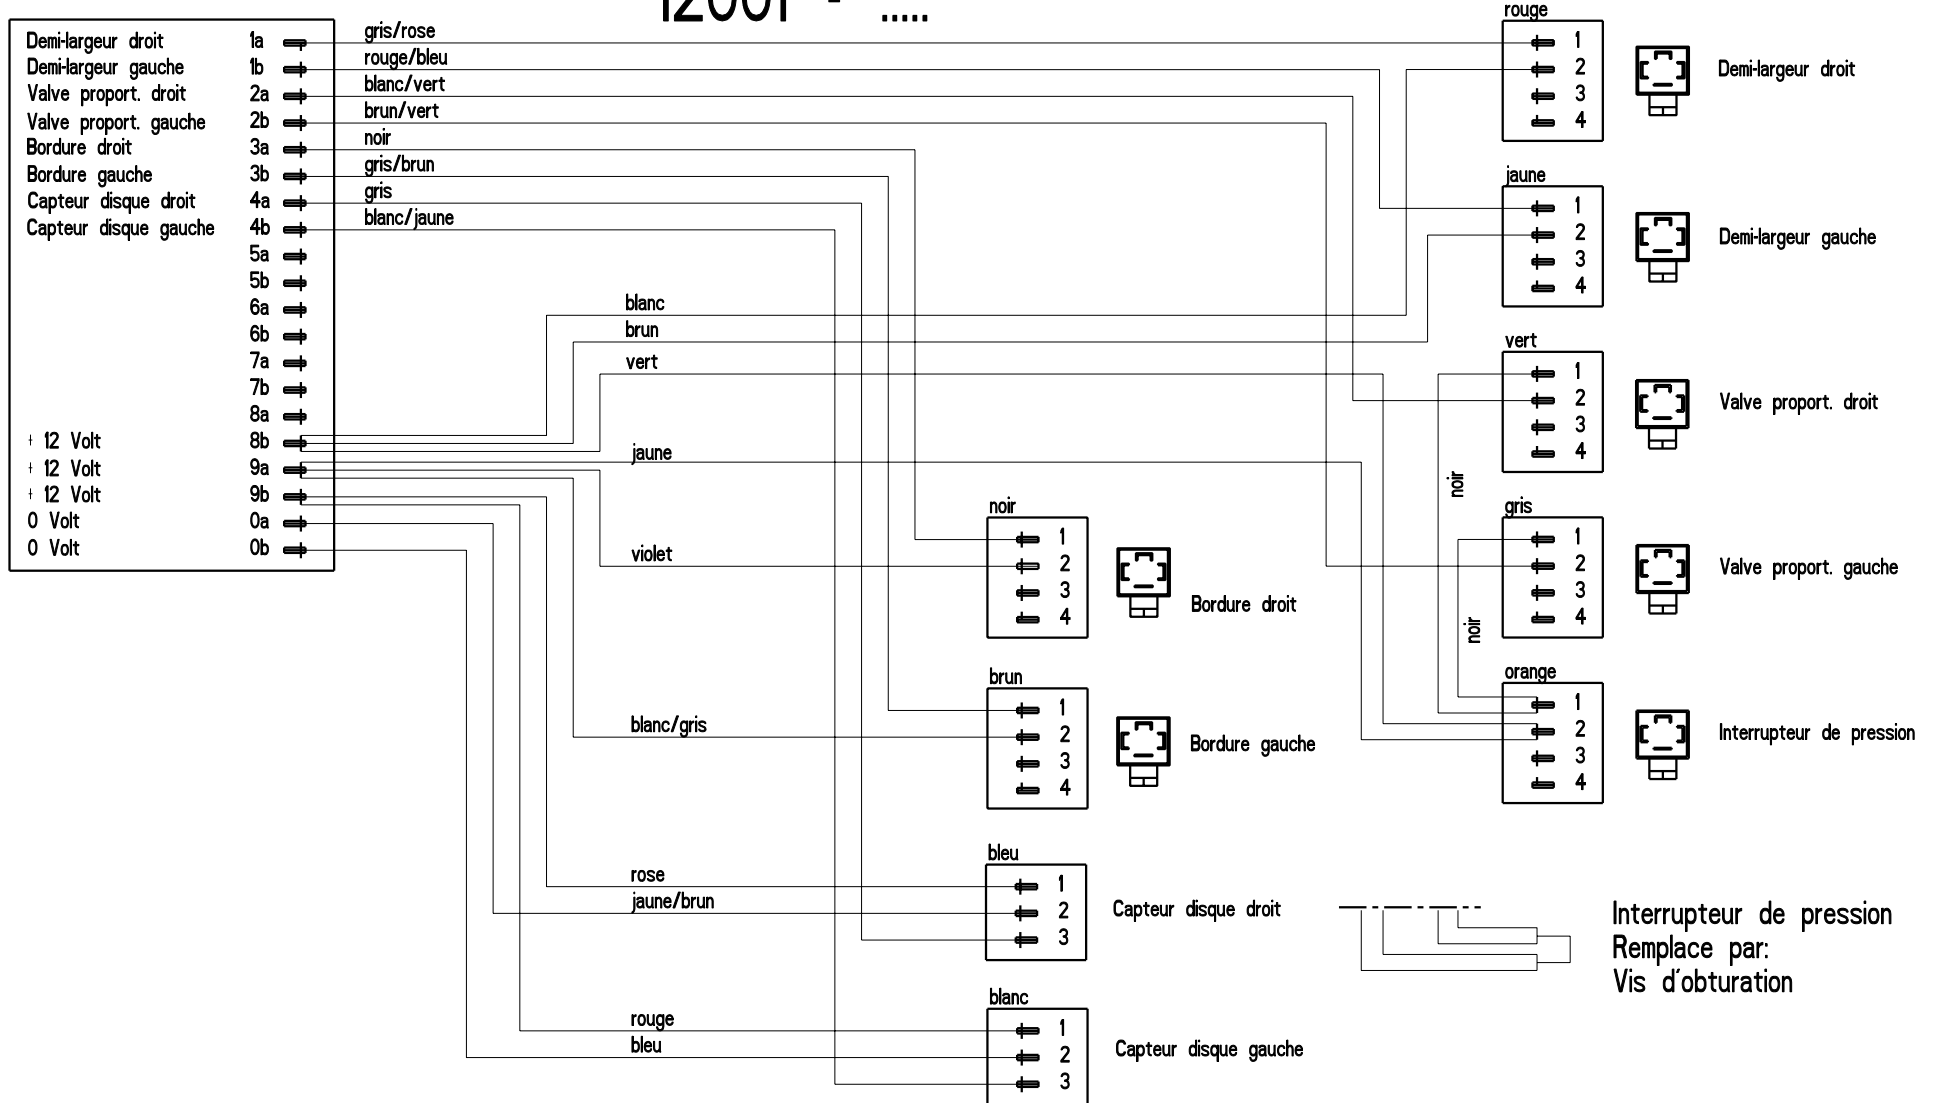 rouge
Demi-largeur droit 1a gris/rose 1
Demi-largeur gauche 1b rouge/bleu 2 Demi-largeur droit
Valve proport. droit 2a blanc/vert 3
Valve proport. gauche 2b brun/vert 4
Bordure droit 3a noir
Bordure gauche 3b gris/brun jaune
Capteur disque droit 4a gris 1
Capteur disque gauche 4b blanc/jaune 2 Demi-largeur gauche
5a 3
5b 4
6a blanc
6b brun vert
7a vert 1
7b 2 Valve proport. droit
8a 3
+ 12 Volt 8b jaune 4
+ 12 Volt 9a noir
+ 12 Volt 9b noir gris
0 Volt 0a 1 1
0 Volt 0b violet 2 2 Valve proport. gauche
3 Bordure droit 3
4 4
noir
brun orange
1 1
blanc/gris 2 Bordure gauche 2 Interrupteur de pression
3 3
4 4
bleu
rose 1
jaune/brun 2 Capteur disque droit
3
Interrupteur de pression
Remplace par:
Vis d'obturation
blanc
rouge 1
bleu 2 Capteur disque gauche
3